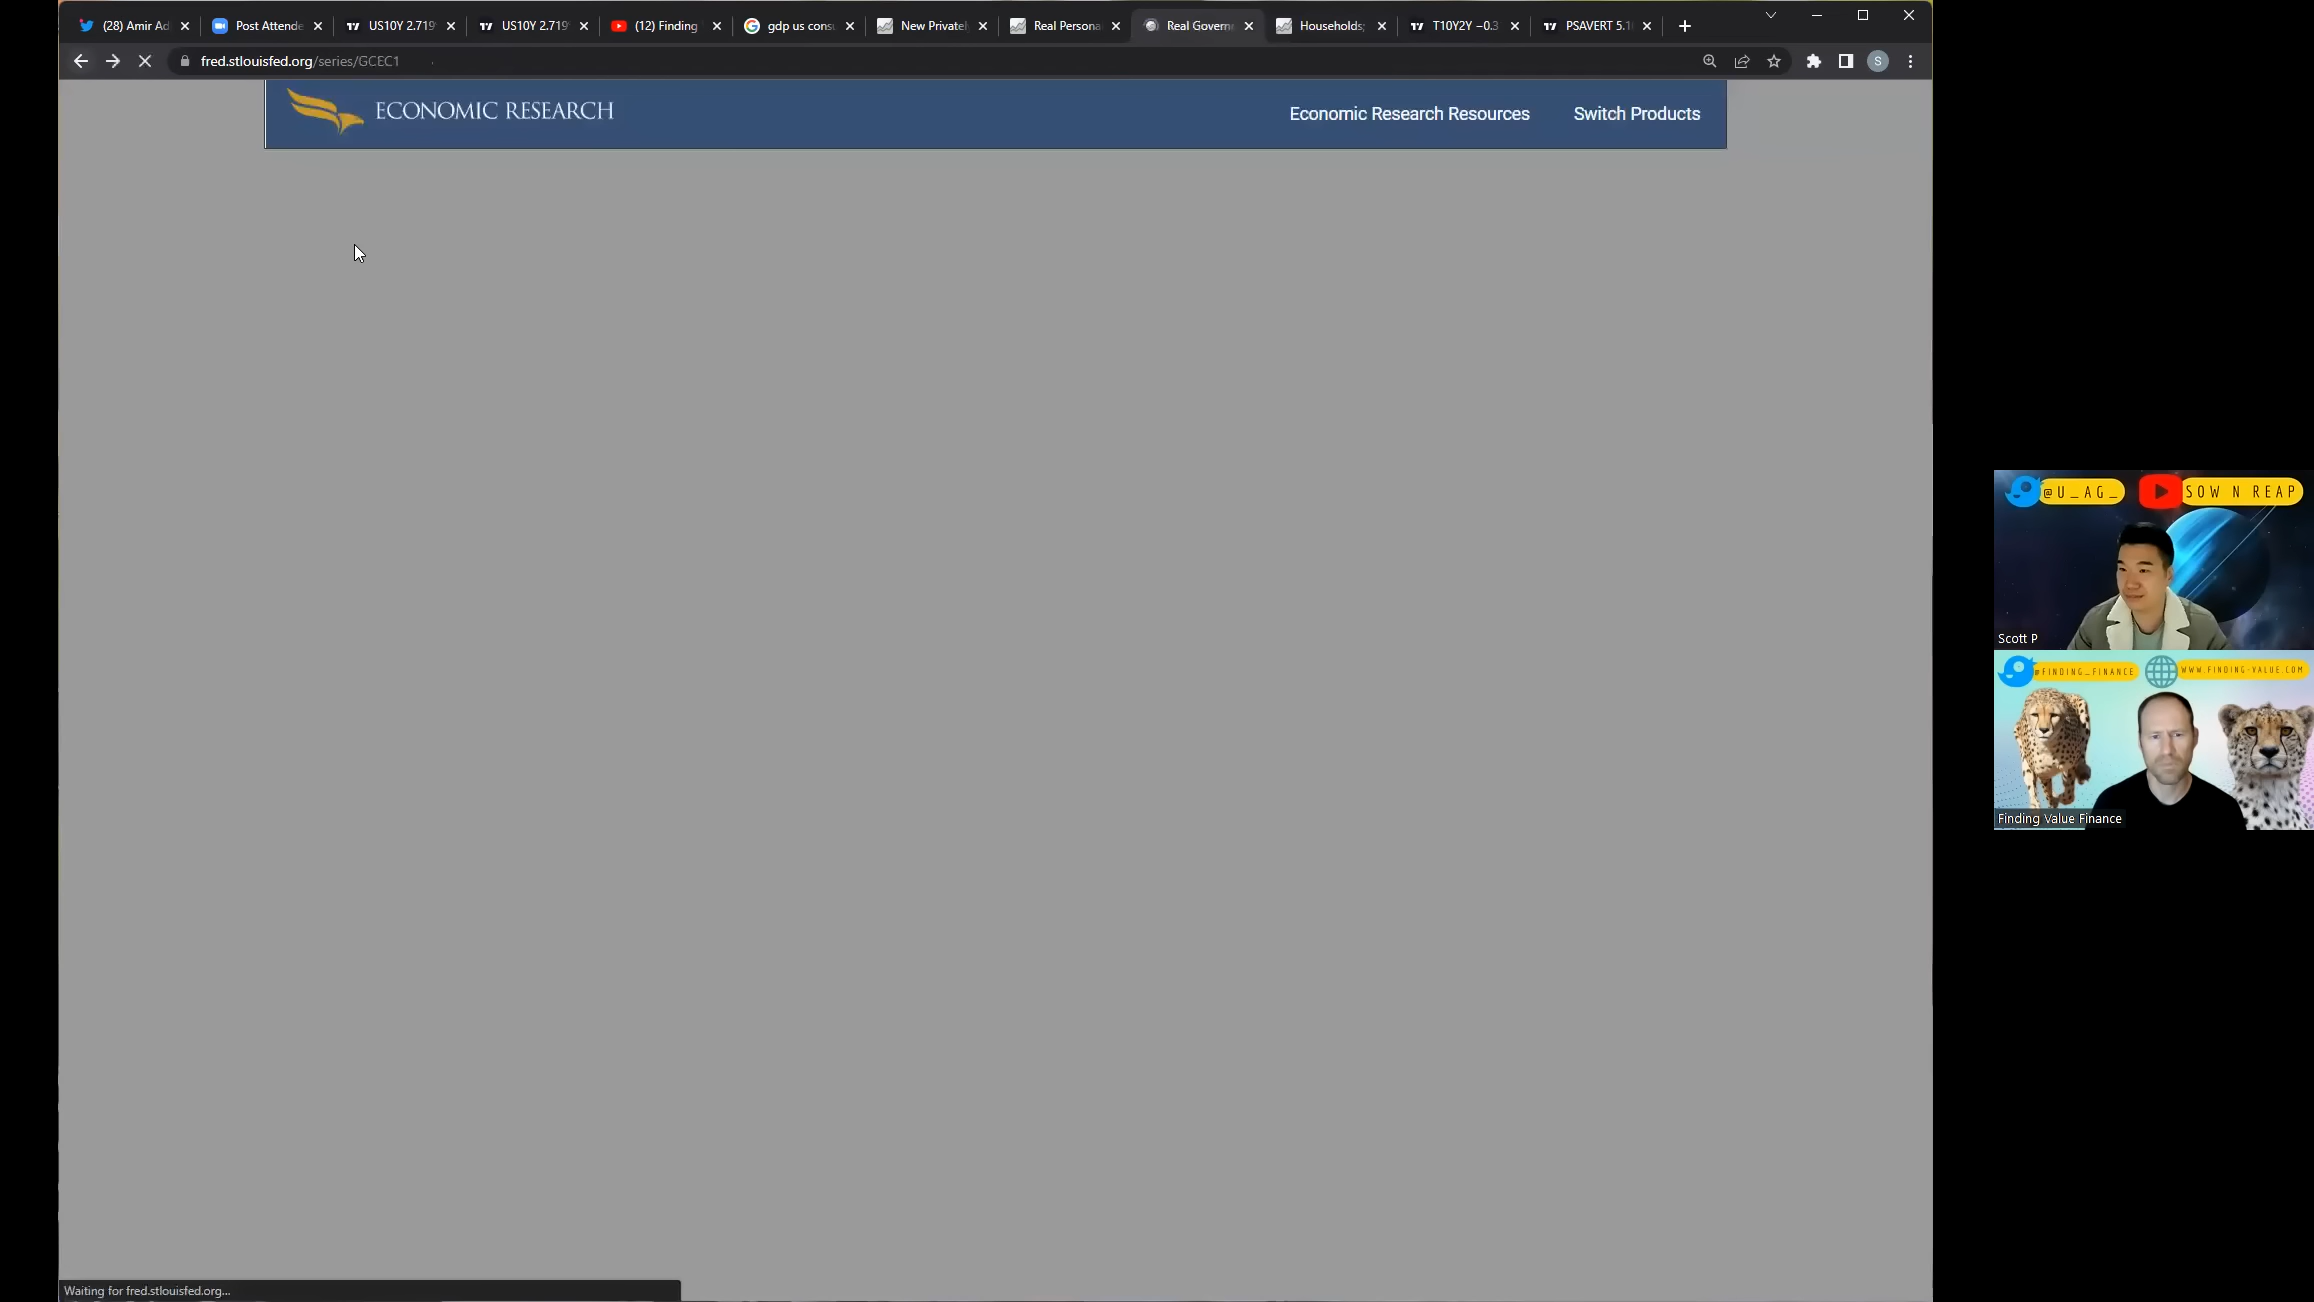 (28) Amir Ad
Post Attende
US10Y 2.719
US10Y 2.719
(12) Finding
gdp us cons
New Privatel
Real Persona
Real Governm
Households;
T10Y2Y −0.3
PSAVERT 5.1
fred.stlouisfed.org/series/GCEC1
S
ECONOMIC RESEARCH
Economic Research Resources
Switch Products
@U_AG_
SOW N REAP
Scott P
#FINDING_FINANCE
WWW.FINDING-VALUE.COM
Finding Value Finance
Waiting for fred.stlouisfed.org...